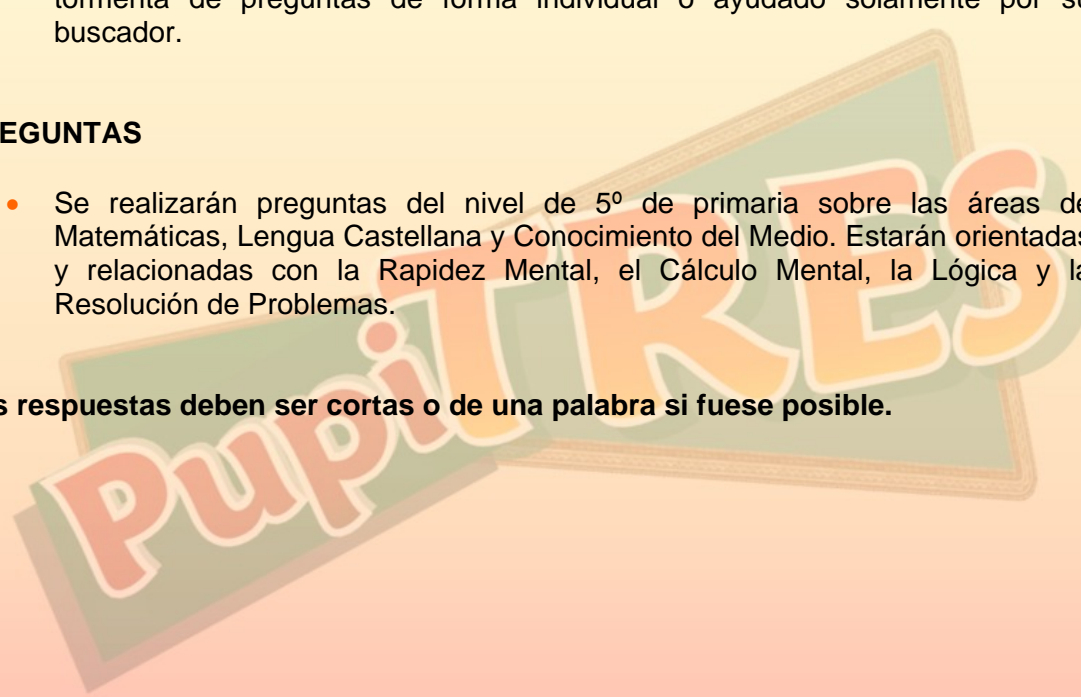 tormenta de preguntas de forma individual o ayudado solamente por su
buscador.
EGUNTAS
• Se realizarán preguntas del nivel de 5º de primaria sobre las áreas de
Matemáticas, Lengua Castellana y Conocimiento del Medio. Estarán orientadas
y relacionadas con la Rapidez Mental, el Cálculo Mental, la Lógica y la
Resolución de Problemas.
s respuestas deben ser cortas o de una palabra si fuese posible.
PupiTRES